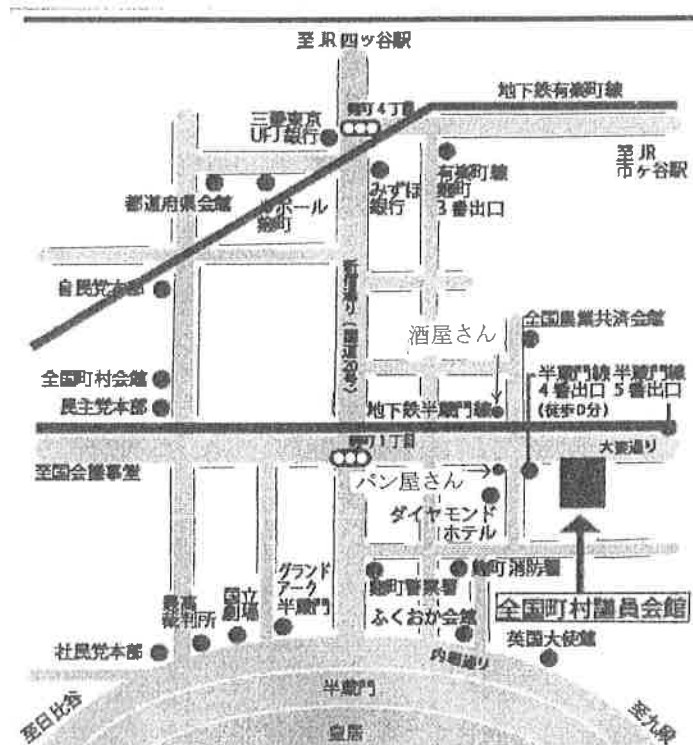 至 JR 四ッ谷駅
地下鉄有楽町線
麹町4丁目
三菱東京
UFJ 銀行
至 JR
市ヶ谷駅
有楽町線
麹町
3番出口
みずほ
銀行
都道府県会館
ルポール
麹町
自民党本部
新宿通り(国道20号)
酒屋さん
全国農業共済会館
全国町村会館
民主党本部
半蔵門線
4番出口
(徒歩0分)
半蔵門線
5番出口
地下鉄半蔵門線
麹町1丁目
大妻通り
至国会議事堂
パン屋さん
ダイヤモンド
ホテル
グランド
アーク
半蔵門
国立
劇場
最高
裁判所
麹町警察署
麹町消防署
ふくおか会館
全国町村議員会館
英国大使館
社民党本部
内堀通り
半蔵門
皇居
至日比谷
至九段